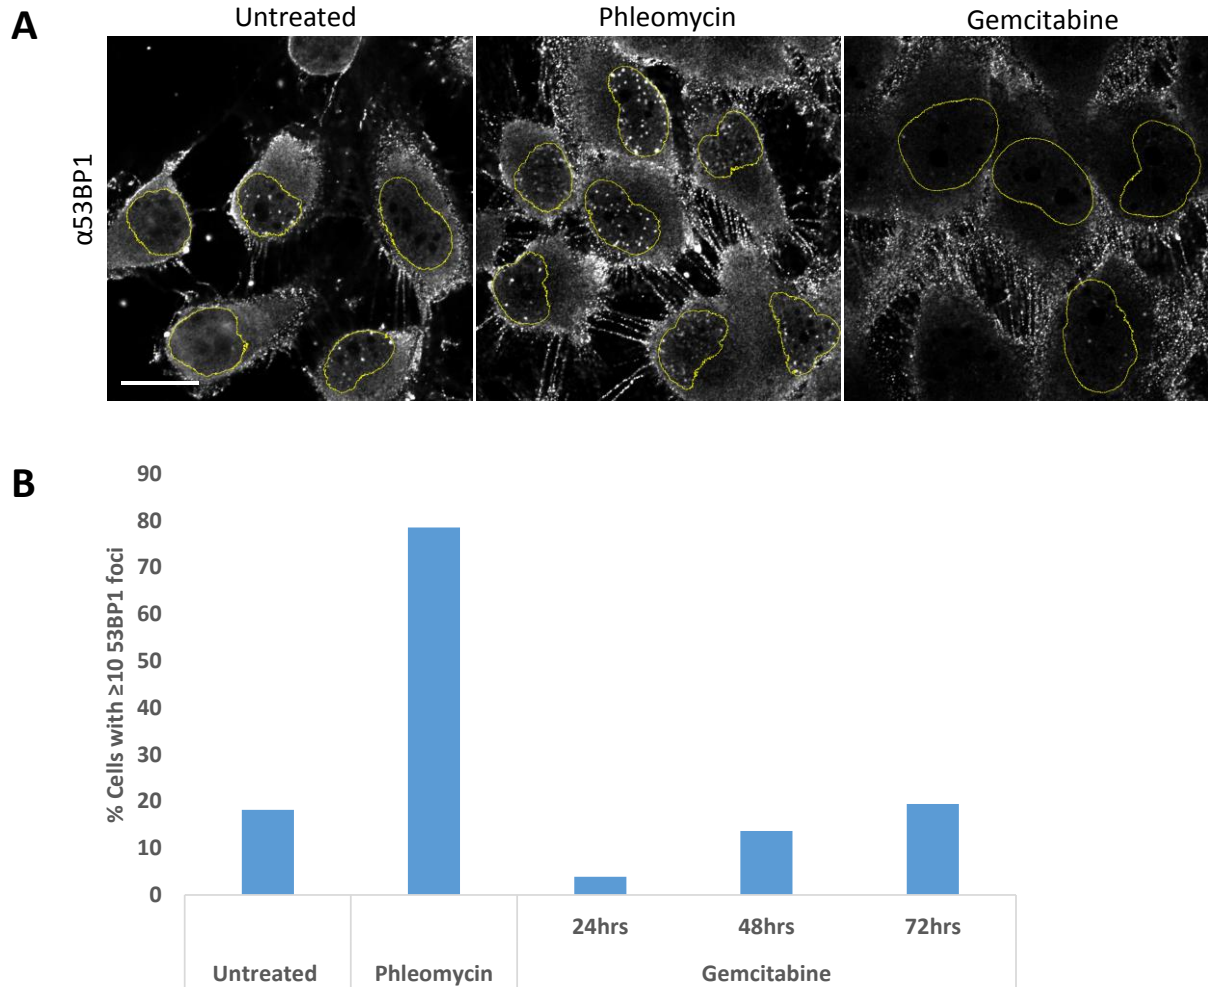 A
Untreated
Phleomycin
Gemcitabine
α53BP1
B
% Cells with ≥10 53BP1 foci
90
80
70
60
50
40
30
20
10
0
24hrs
48hrs
72hrs
Untreated
Phleomycin
Gemcitabine